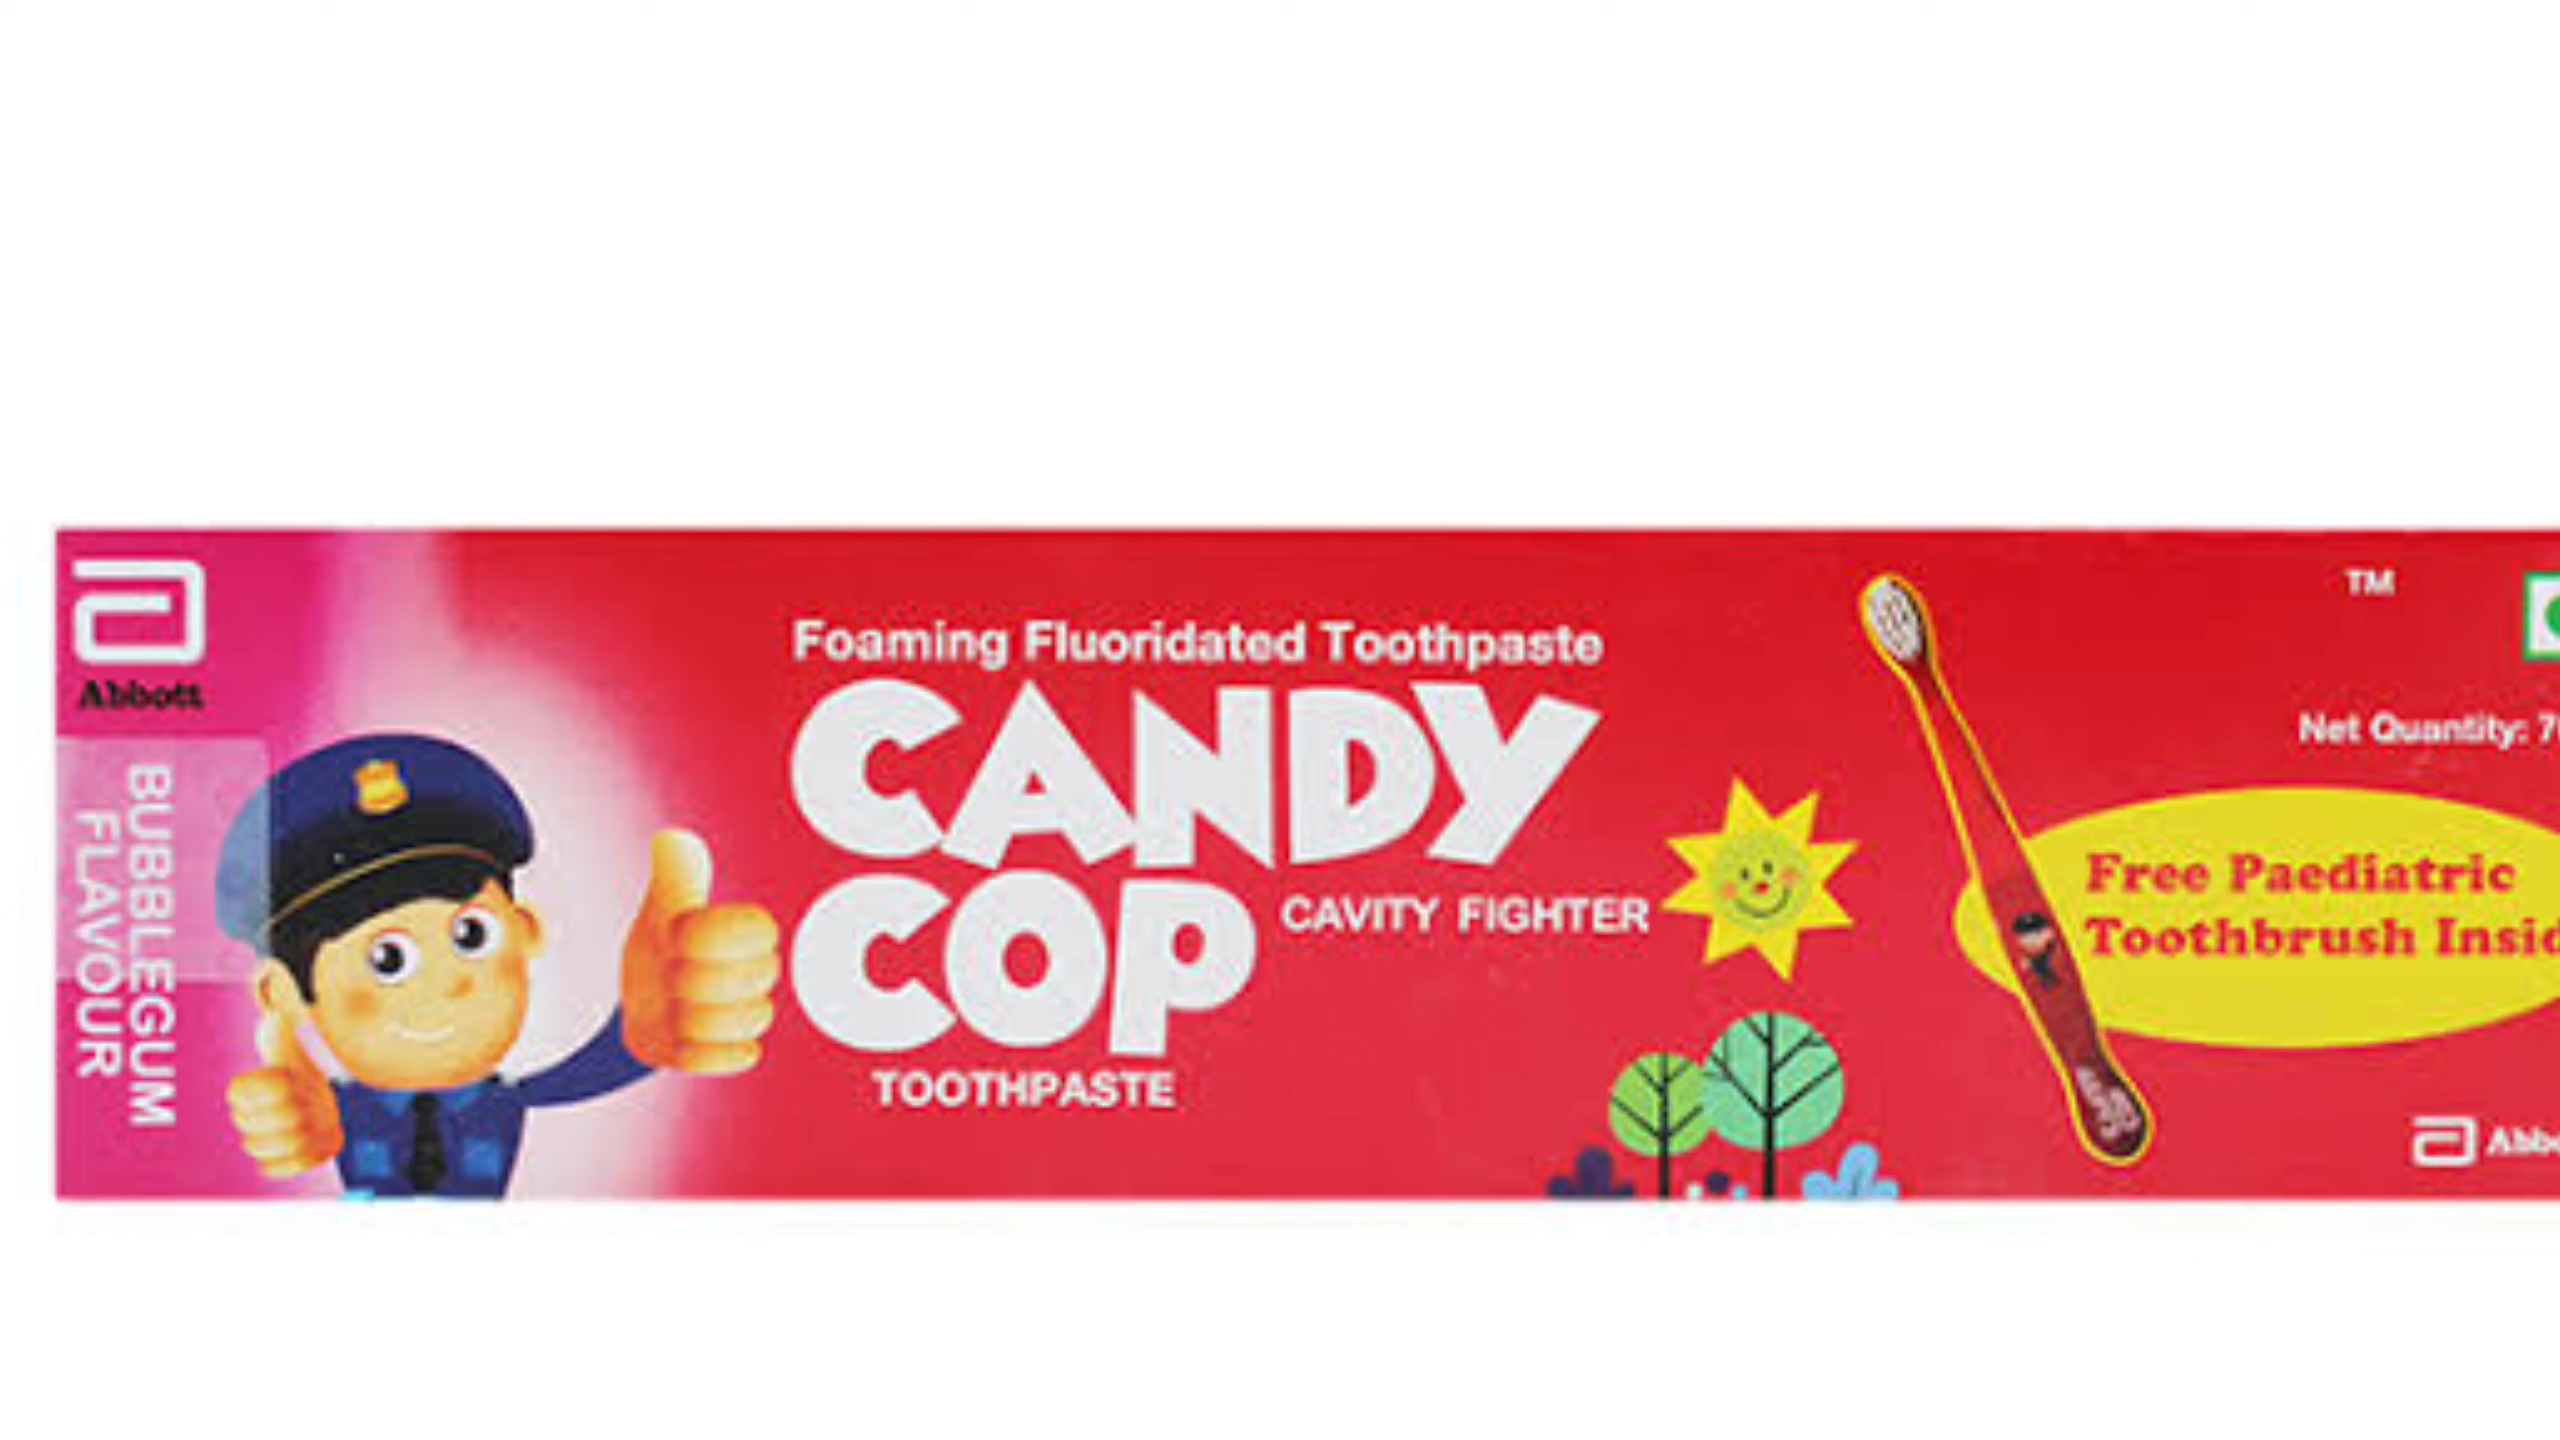 Abbott
BUBBLEGUM
FLAVOUR
Foaming Fluoridated Toothpaste
CANDY
COP
CAVITY FIGHTER
TOOTHPASTE
TM
Net Quantity:
Free Paediatric
Toothbrush